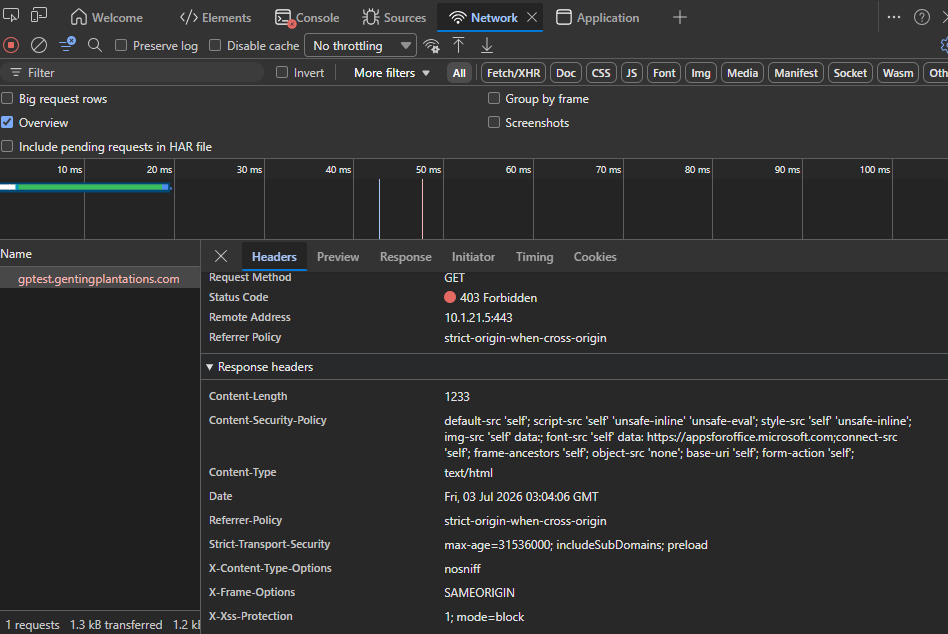 Welcome Elements Console Sources Network Application
Preserve log Disable cache No throttling
Filter Invert More filters All Fetch/XHR Doc CSS JS Font Img Media Manifest Socket Wasm Oth
Big request rows Group by frame
Overview Screenshots
Include pending requests in HAR file
10 ms 20 ms 30 ms 40 ms 50 ms 60 ms 70 ms 80 ms 90 ms 100 ms
Name Headers Preview Response Initiator Timing Cookies
gptest.gentingplantations.com
Request Method GET
Status Code 403 Forbidden
Remote Address 10.1.21.5:443
Referrer Policy strict-origin-when-cross-origin
Response headers
Content-Length 1233
Content-Security-Policy default-src 'self'; script-src 'self' 'unsafe-inline' 'unsafe-eval'; style-src 'self' 'unsafe-inline';
img-src 'self' data:; font-src 'self' data: https://appsforoffice.microsoft.com;connect-src
'self'; frame-ancestors 'self'; object-src 'none'; base-uri 'self'; form-action 'self';
Content-Type text/html
Date Fri, 03 Jul 2026 03:04:06 GMT
Referrer-Policy strict-origin-when-cross-origin
Strict-Transport-Security max-age=31536000; includeSubDomains; preload
X-Content-Type-Options nosniff
X-Frame-Options SAMEORIGIN
X-Xss-Protection 1; mode=block
1 requests 1.3 kB transferred 1.2 kB